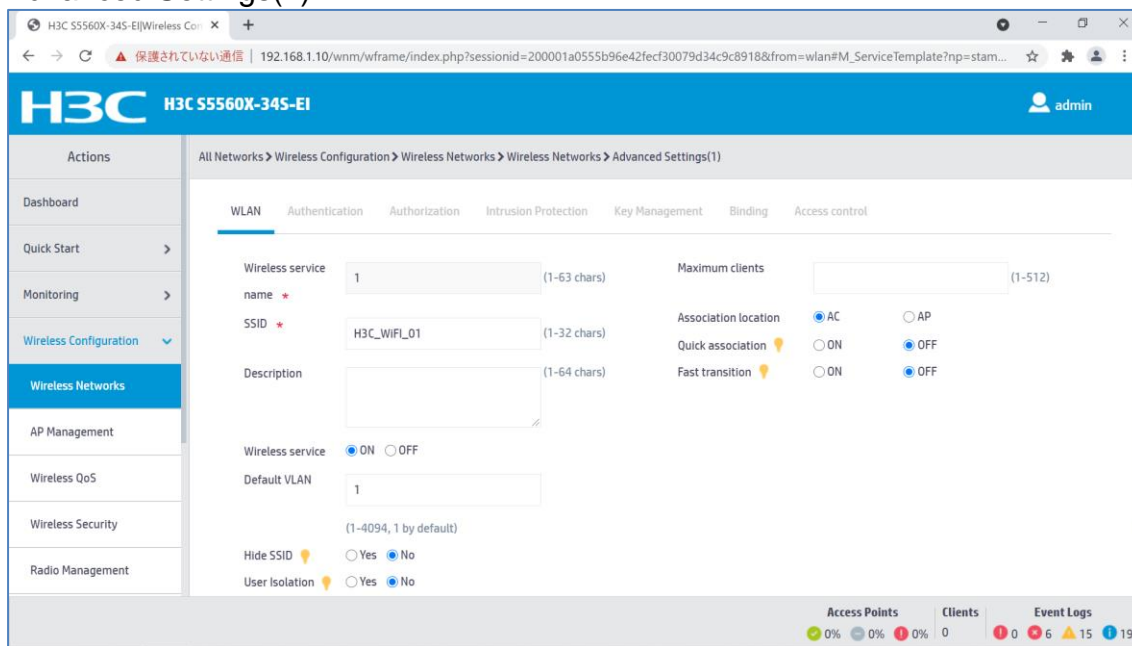 H3C S5560X-34S-EI|Wireless Con
保護されていない通信 | 192.168.1.10/wnm/wframe/index.php?sessionid=200001a0555b96e42fecf30079d34c9c8918&from=wlan#M_ServiceTemplate?np=stam...
H3C H3C S5560X-34S-EI admin
Actions
All Networks > Wireless Configuration > Wireless Networks > Wireless Networks > Advanced Settings(1)
Dashboard
Quick Start
Monitoring
Wireless Configuration
Wireless Networks
AP Management
Wireless QoS
Wireless Security
Radio Management
WLAN Authentication Authorization Intrusion Protection Key Management Binding Access control
Wireless service name * 1 (1-63 chars)
SSID * H3C_WiFI_01 (1-32 chars)
Description (1-64 chars)
Wireless service ON OFF
Default VLAN 1
(1-4094, 1 by default)
Hide SSID Yes No
User Isolation Yes No
Maximum clients (1-512)
Association location AC AP
Quick association ON OFF
Fast transition ON OFF
Access Points Clients Event Logs
0% 0% 0% 0 0 6 15 19